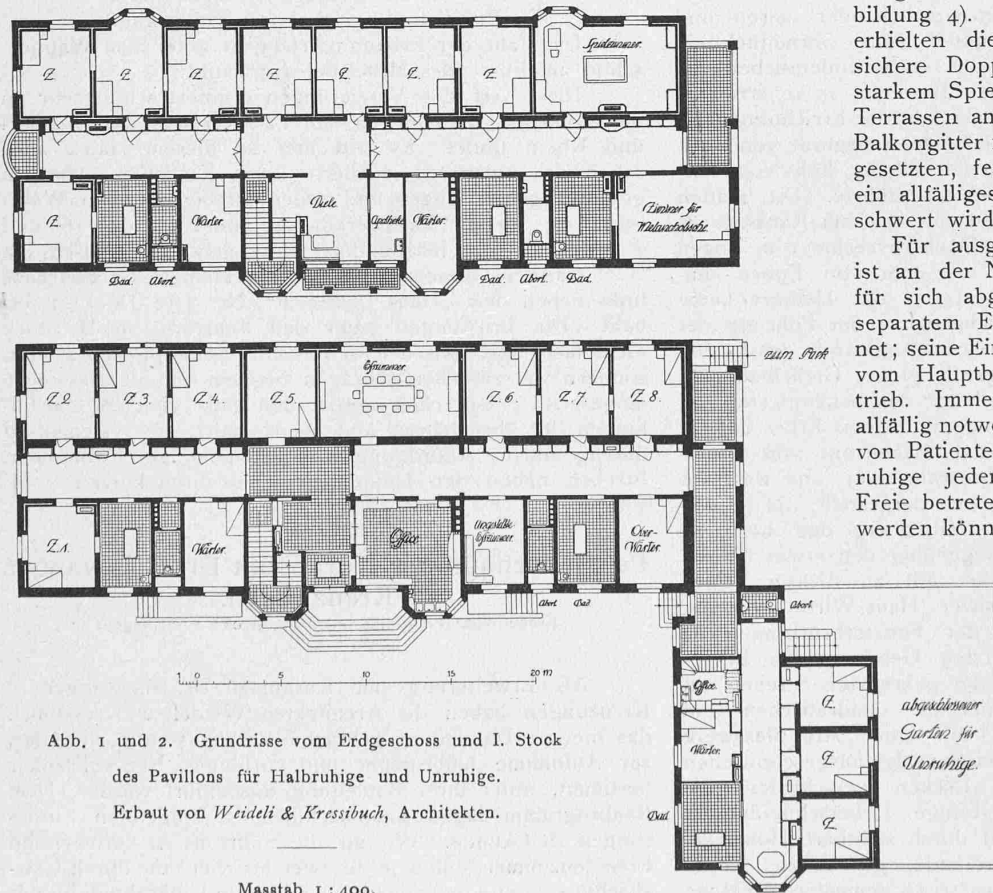 Z.
Z.
Z.
Z.
Z.
Z.
Z.
Spielzimmer.
Z.
Wärter
Diele
Apotheke
Wärter.
Zimmer für
Melancholische
Bad.
Abort.
Bad.
Abort.
Bad.
Z.2
Z.3.
Z.4.
Z.5.
Esszimmer
Z.6.
Z.7.
Z.8
zum Park
Z.1.
Wärter.
Office.
Angestellte
Esszimmer.
Ober-
Wärter
Abort
Bad
Abort.
1 0 5 10 15 20 m
Office.
Wärter.
Bad
Z.
Z.
abgeschlossener
Garten für
Unruhige.
Abb. 1 und 2. Grundrisse vom Erdgeschoss und I. Stock
des Pavillons für Halbruhige und Unruhige.
Erbaut von Weideli & Kressibuch, Architekten.
Masstab 1 : 400.
bildung 4).
erhielten die
sichere Dopp
starkem Spie
Terrassen an
Balkongitter
gesetzten, fe
ein allfälliges
schwert wird
Für ausg
ist an der N
für sich abg
separatem E
net; seine Ein
vom Hauptb
trieb. Imme
allfällig notwe
von Patiente
ruhige jeder
Freie betrete
werden könn